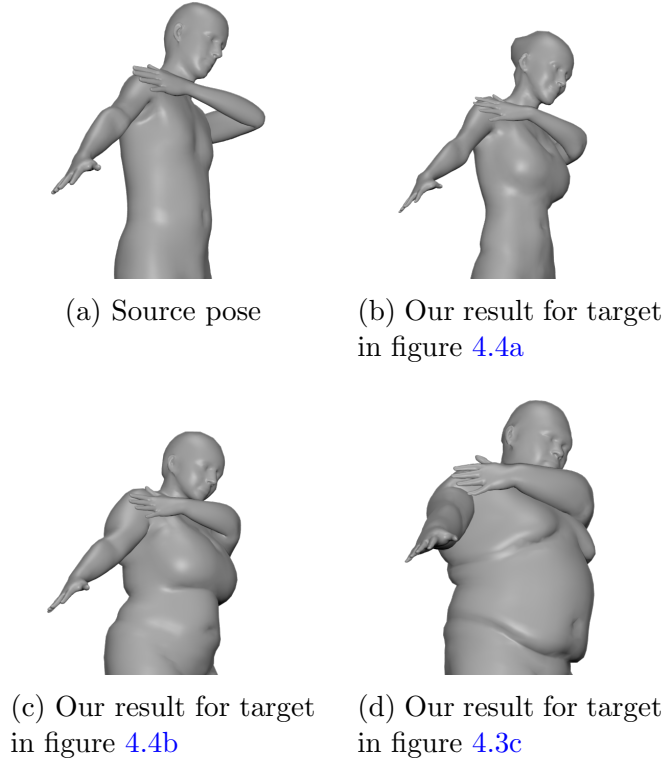 (a) Source pose
(b) Our result for target
in figure 4.4a
(c) Our result for target
in figure 4.4b
(d) Our result for target
in figure 4.3c